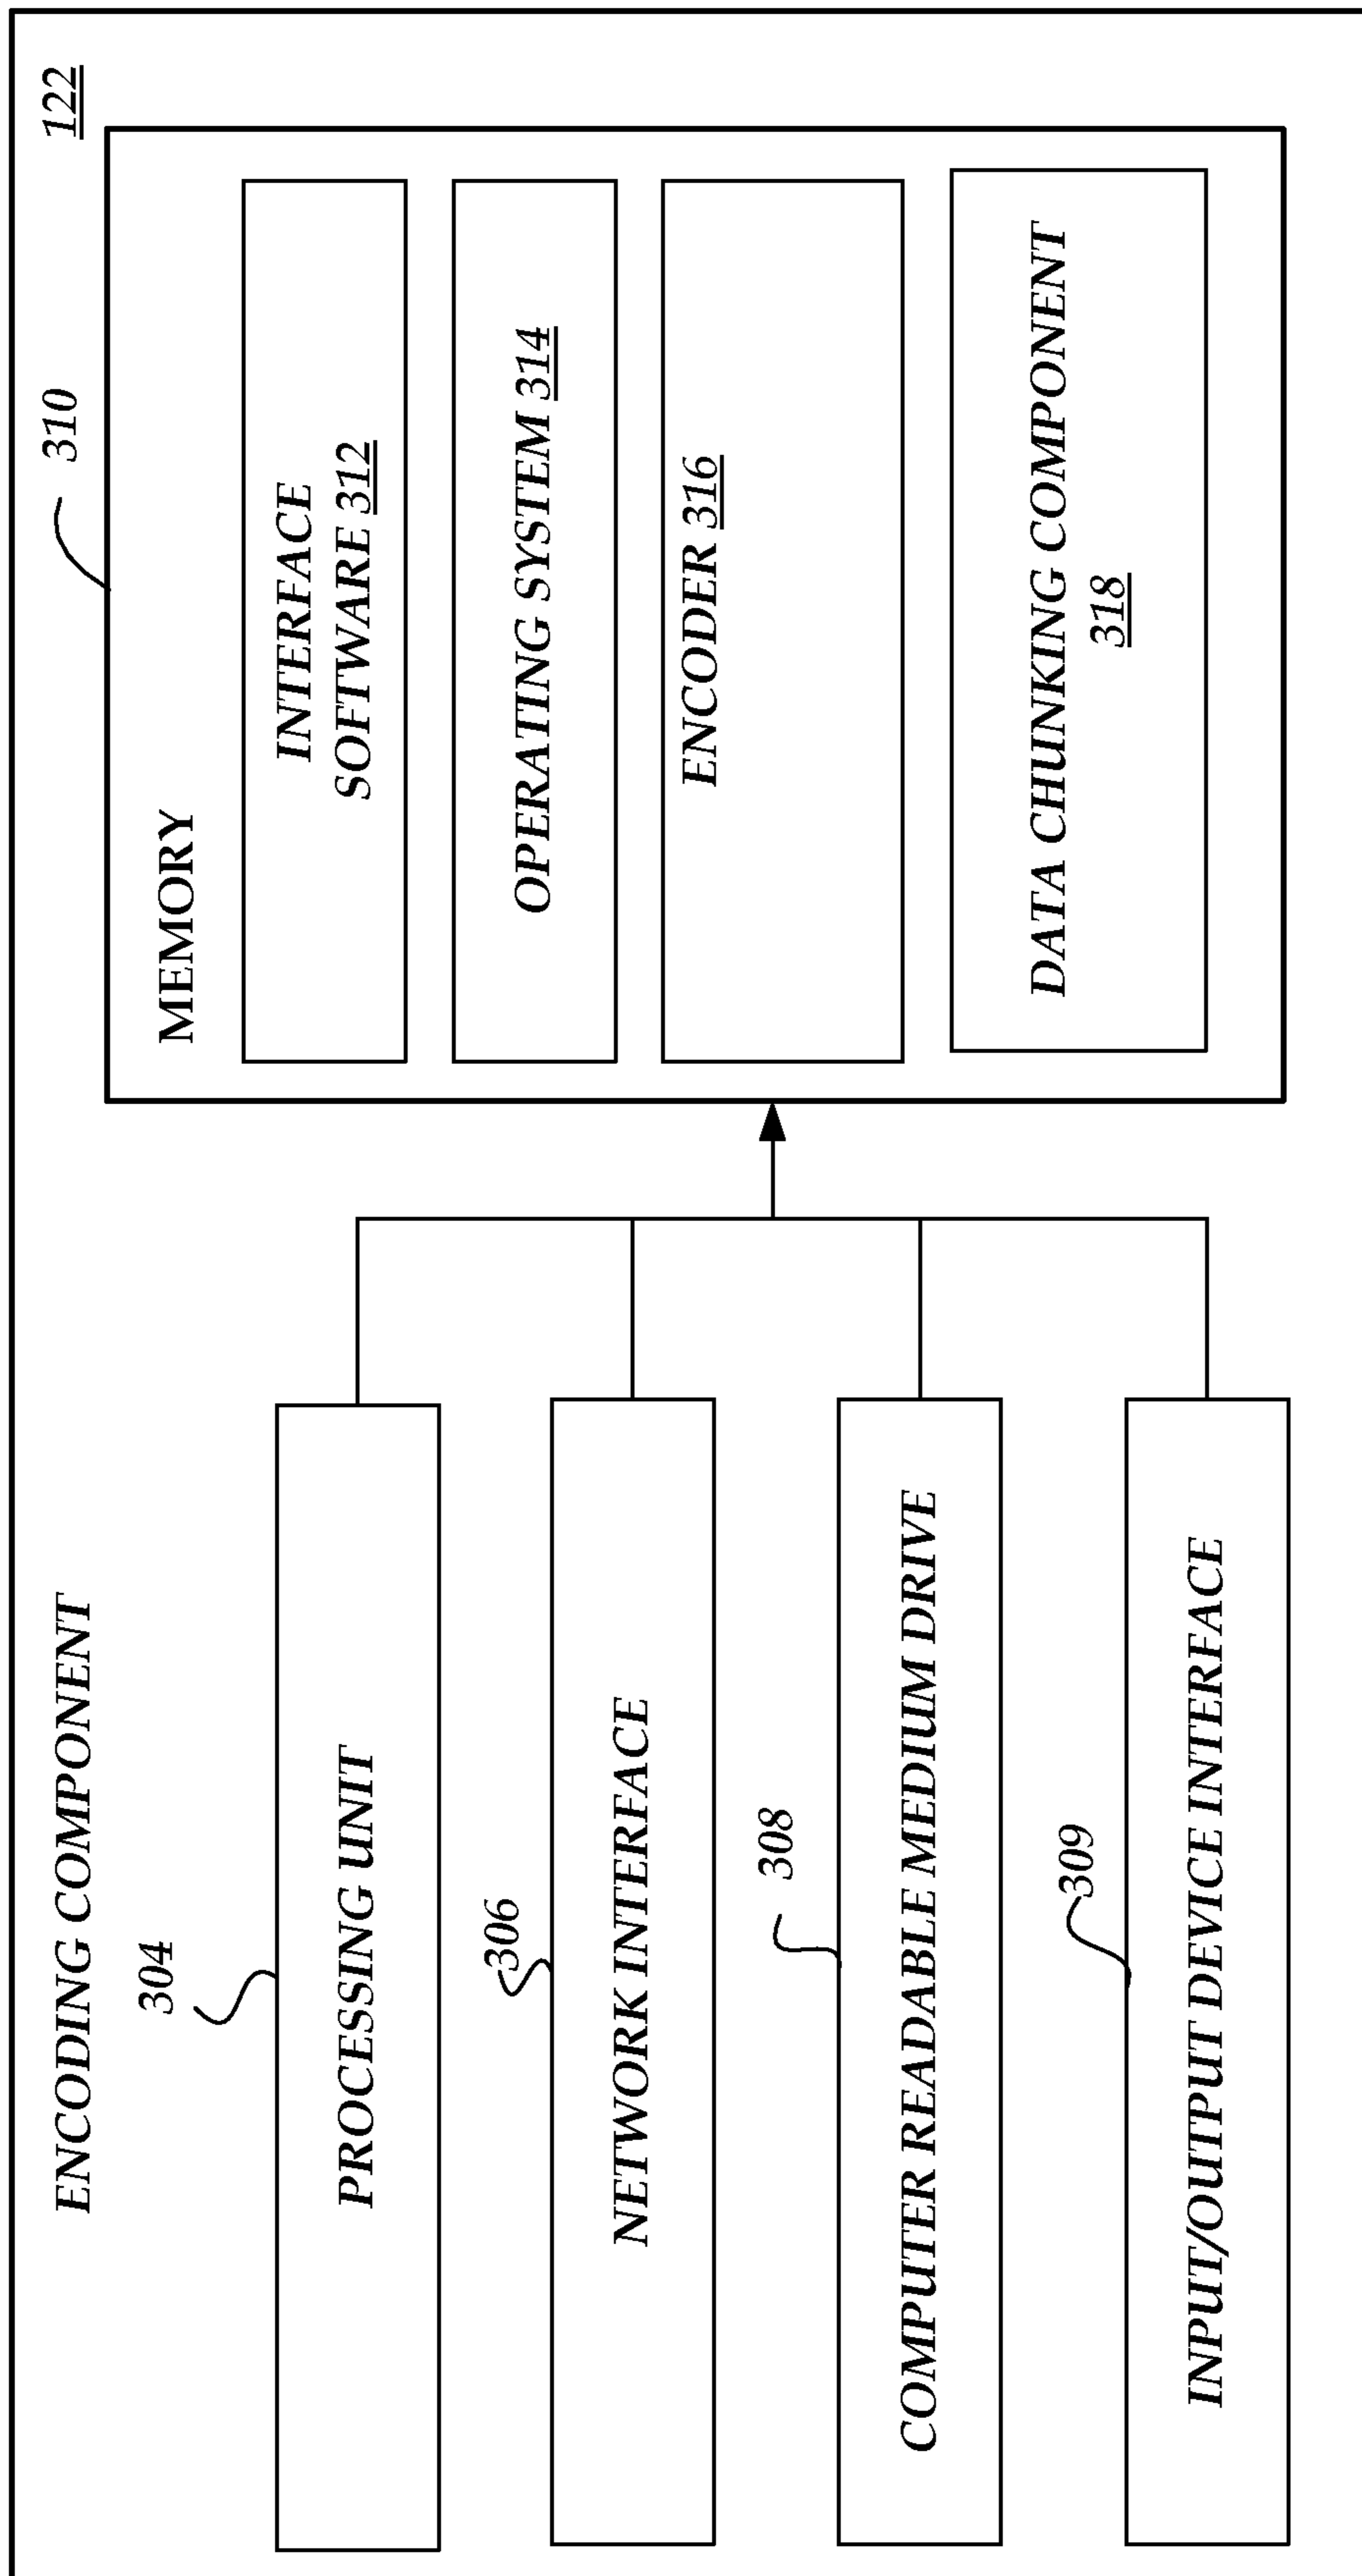 ENCODING COMPONENT
122
304
PROCESSING UNIT
306
NETWORK INTERFACE
308
COMPUTER READABLE MEDIUM DRIVE
309
INPUT/OUTPUT DEVICE INTERFACE
310
MEMORY
INTERFACE
SOFTWARE 312
OPERATING SYSTEM 314
ENCODER 316
DATA CHUNKING COMPONENT
318